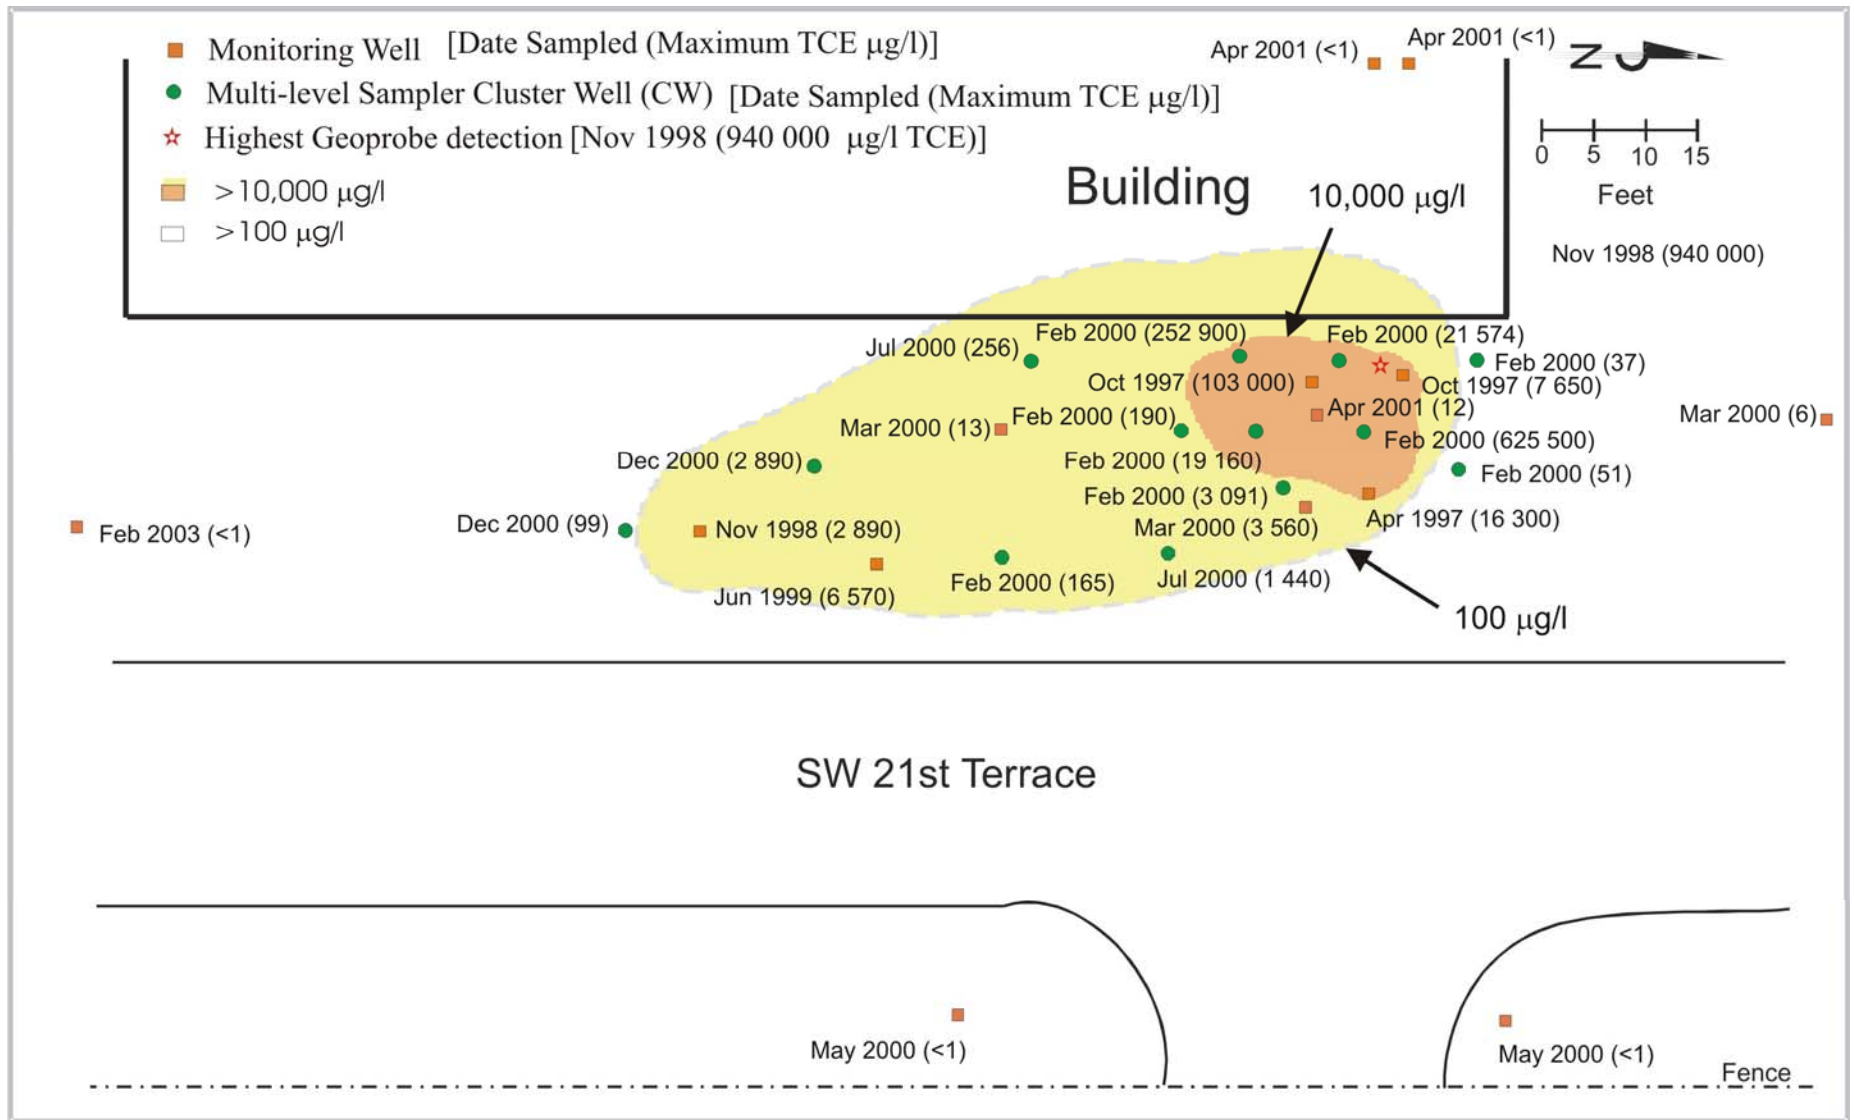 Monitoring Well [Date Sampled (Maximum TCE µg/l)]
Multi-level Sampler Cluster Well (CW) [Date Sampled (Maximum TCE µg/l)]
Highest Geoprobe detection [Nov 1998 (940 000 µg/l TCE)]
>10,000 µg/l
>100 µg/l
Apr 2001 (<1)
Apr 2001 (<1)
N
0 5 10 15
Feet
Building
10,000 µg/l
Nov 1998 (940 000)
Feb 2000 (252 900)
Feb 2000 (21 574)
Jul 2000 (256)
Feb 2000 (37)
Oct 1997 (103 000)
Oct 1997 (7 650)
Apr 2001 (12)
Mar 2000 (6)
Feb 2000 (190)
Mar 2000 (13)
Feb 2000 (625 500)
Dec 2000 (2 890)
Feb 2000 (19 160)
Feb 2000 (51)
Feb 2000 (3 091)
Apr 1997 (16 300)
Feb 2003 (<1)
Dec 2000 (99)
Nov 1998 (2 890)
Mar 2000 (3 560)
Jun 1999 (6 570)
Feb 2000 (165)
Jul 2000 (1 440)
100 µg/l
SW 21st Terrace
May 2000 (<1)
May 2000 (<1)
Fence